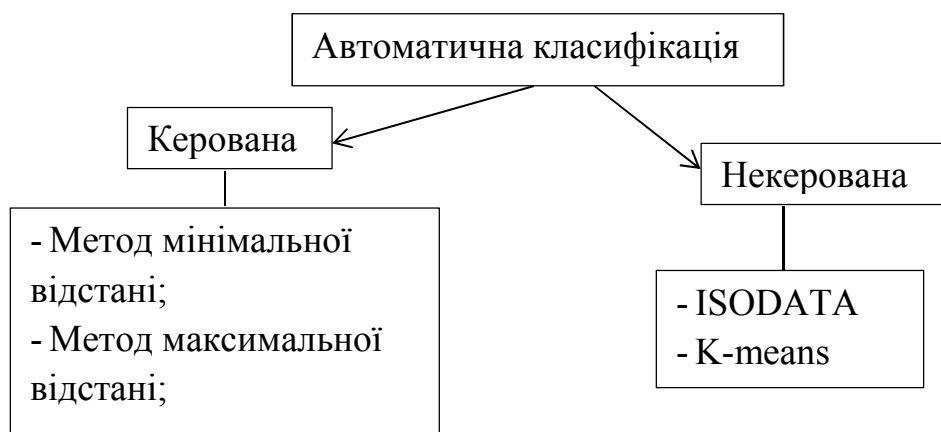 Автоматична класифікація
Керована
Некерована
- Метод мінімальної
відстані;
- Метод максимальної
відстані;
- ISODATA
- K-means